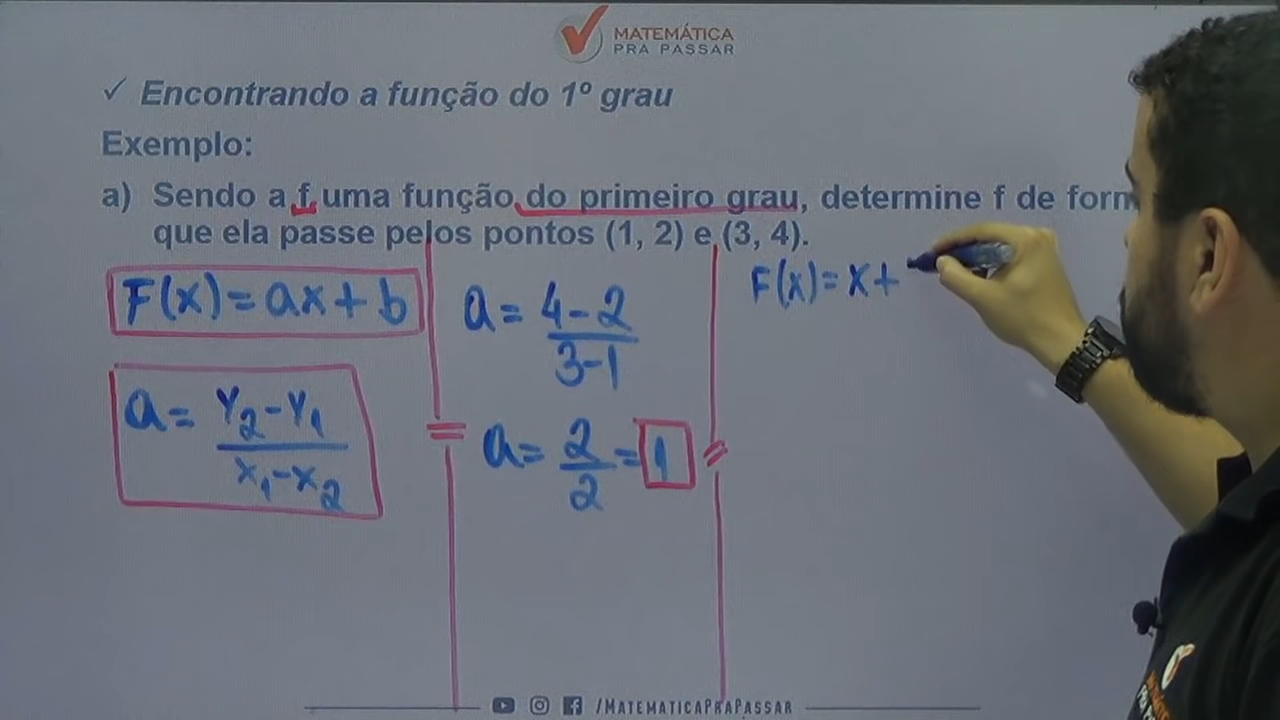 MATEMÁTICA
PRA PASSAR
✓ Encontrando a função do 1º grau
Exemplo:
a) Sendo a f uma função do primeiro grau, determine f de form
que ela passe pelos pontos (1, 2) e (3, 4).
F(x) = ax + b
a = Y2 - Y1
X1 - X2
a = 4 - 2
3 - 1
a = 2 = 1
2
F(x) = x +
/MATEMATICAPRAPASSAR